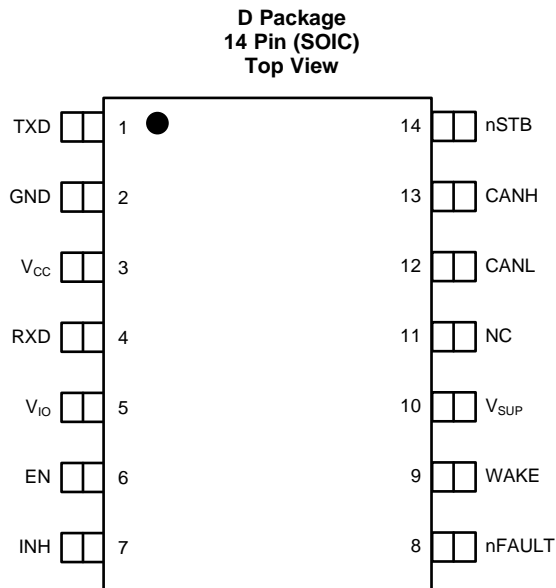 D Package
14 Pin (SOIC)
Top View
TXD 1 14 nSTB
GND 2 13 CANH
VCC 3 12 CANL
RXD 4 11 NC
VIO 5 10 VSUP
EN 6 9 WAKE
INH 7 8 nFAULT